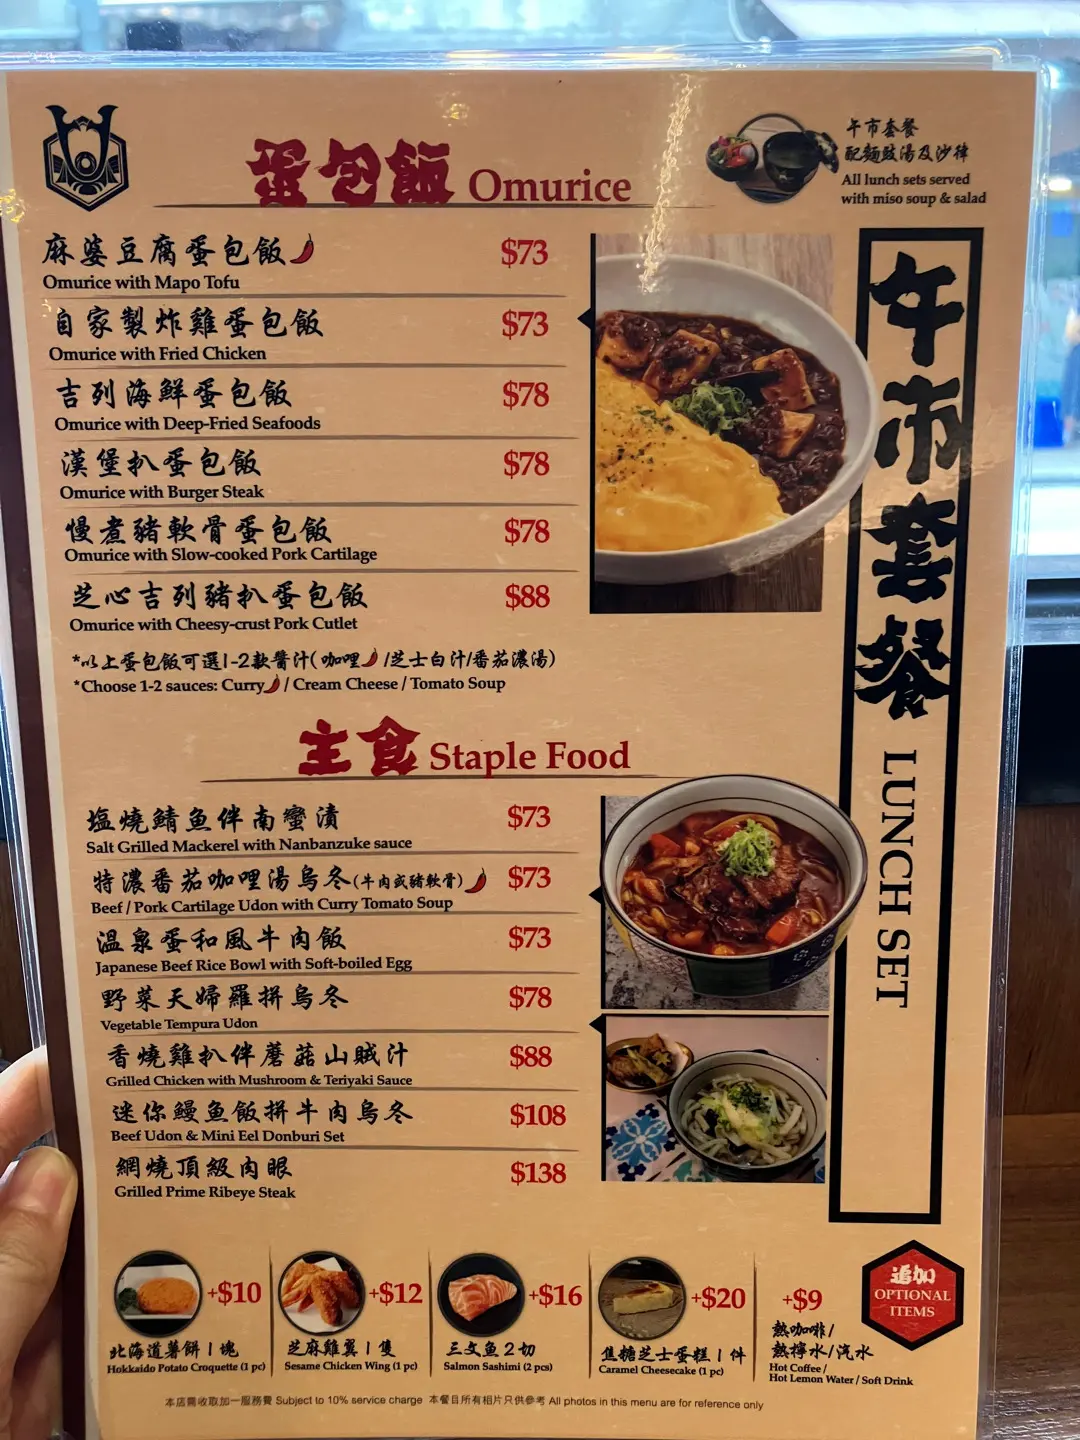 蛋包飯 Omurice
午市套餐
配麵豉湯及沙律
All lunch sets served
with miso soup & salad
麻婆豆腐蛋包飯 $73
Omurice with Mapo Tofu
自家製炸雞蛋包飯 $73
Omurice with Fried Chicken
吉列海鮮蛋包飯 $78
Omurice with Deep-Fried Seafoods
漢堡扒蛋包飯 $78
Omurice with Burger Steak
慢煮豬軟骨蛋包飯 $78
Omurice with Slow-cooked Pork Cartilage
芝心吉列豬扒蛋包飯 $88
Omurice with Cheesy-crust Pork Cutlet
*以上蛋包飯可選1-2款醬汁(咖哩/芝士白汁/番茄濃湯)
*Choose 1-2 sauces: Curry / Cream Cheese / Tomato Soup
午市套餐 LUNCH SET
主食 Staple Food
塩燒鯖魚伴南蠻漬 $73
Salt Grilled Mackerel with Nanbanzuke sauce
特濃番茄咖哩湯烏冬(牛肉或豬軟骨) $73
Beef / Pork Cartilage Udon with Curry Tomato Soup
溫泉蛋和風牛肉飯 $73
Japanese Beef Rice Bowl with Soft-boiled Egg
野菜天婦羅拼烏冬 $78
Vegetable Tempura Udon
香燒雞扒伴蘑菇山賊汁 $88
Grilled Chicken with Mushroom & Teriyaki Sauce
迷你鰻魚飯拼牛肉烏冬 $108
Beef Udon & Mini Eel Donburi Set
網燒頂級肉眼 $138
Grilled Prime Ribeye Steak
追加
OPTIONAL
ITEMS
+$10
北海道薯餅1塊
Hokkaido Potato Croquette (1 pc)
+$12
芝麻雞翼1隻
Sesame Chicken Wing (1 pc)
+$16
三文魚2切
Salmon Sashimi (2 pcs)
+$20
焦糖芝士蛋糕1件
Caramel Cheesecake (1 pc)
+$9
熱咖啡/
熱檸水/汽水
Hot Coffee /
Hot Lemon Water / Soft Drink
本店需收取加一服務費 Subject to 10% service charge 本餐目所有相片只供參考 All photos in this menu are for reference only